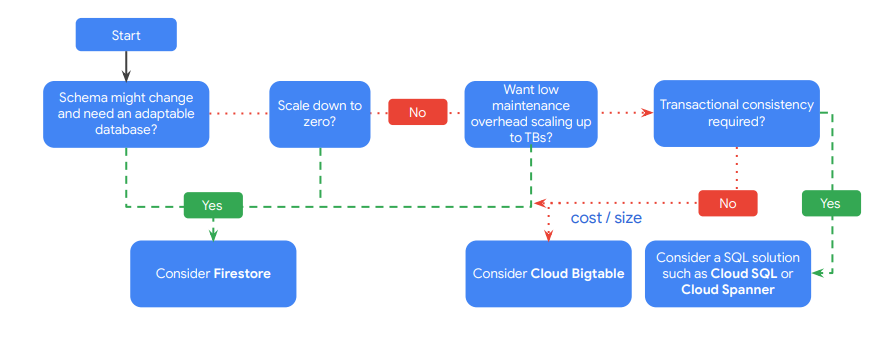 Start
Schema might change
and need an adaptable
database?
Scale down to
zero?
No
Want low
maintenance
overhead scaling up
to TBs?
Transactional consistency
required?
Yes
cost / size
No
Yes
Consider Firestore
Consider Cloud Bigtable
Consider a SQL solution
such as Cloud SQL or
Cloud Spanner